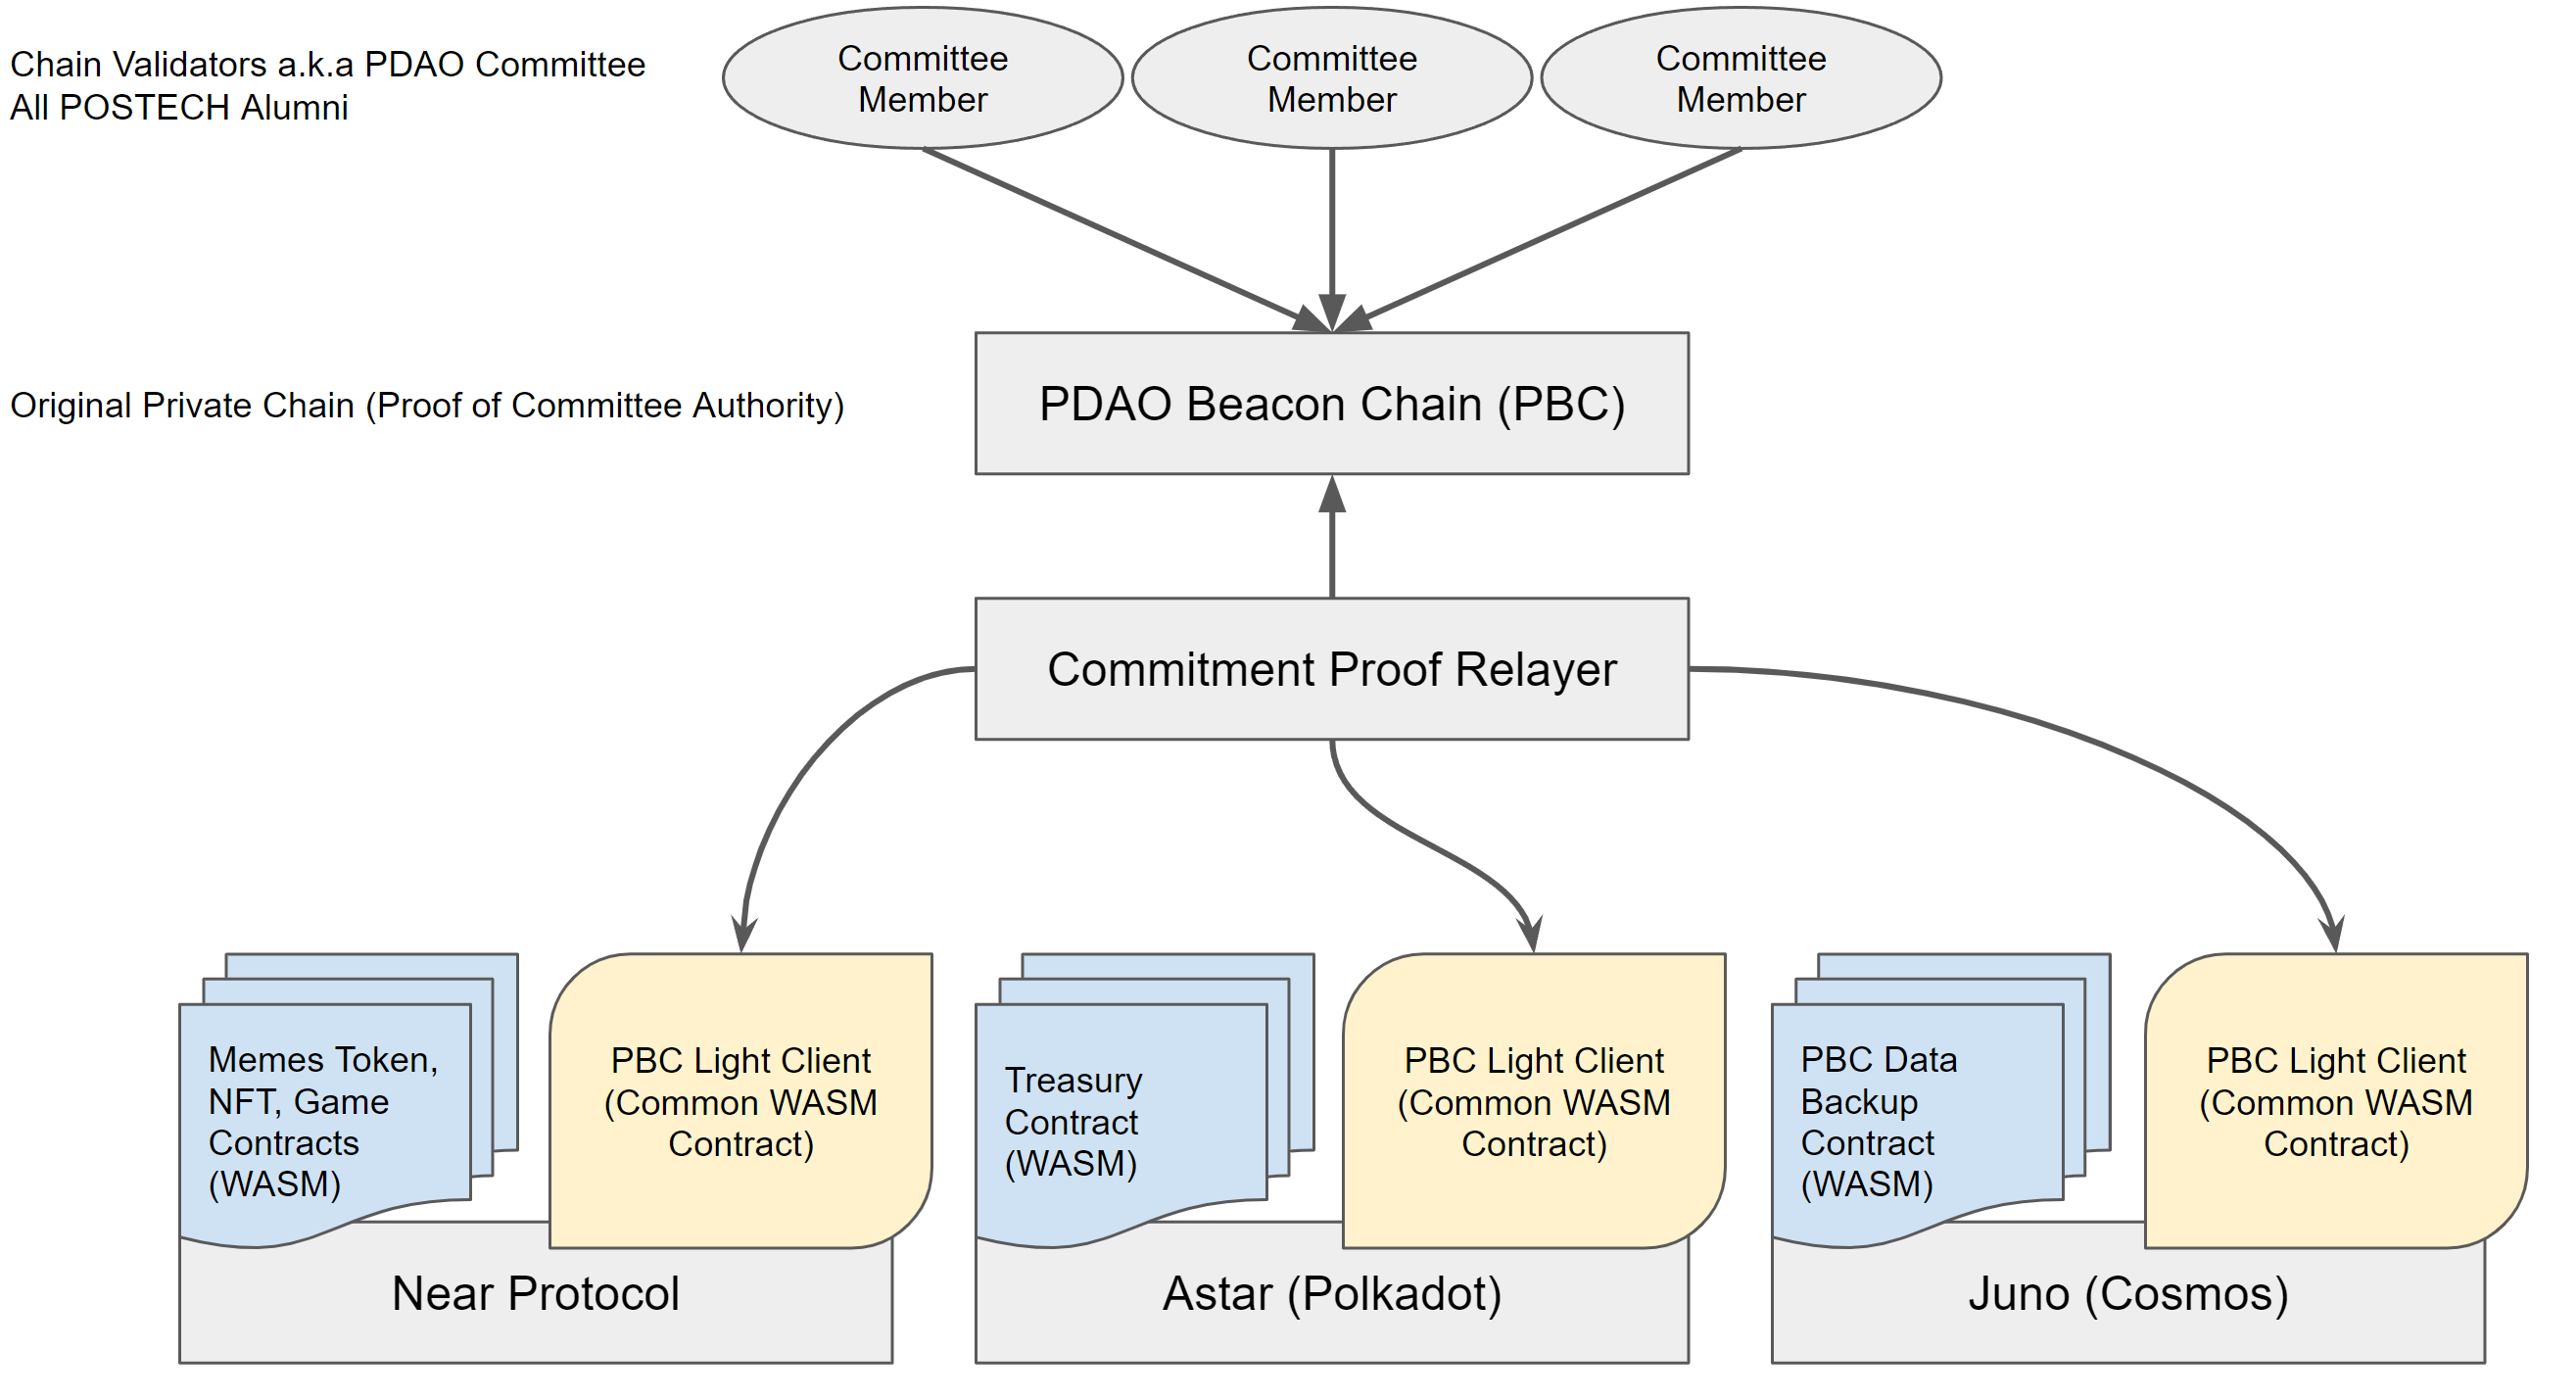 Chain Validators a.k.a PDAO Committee
All POSTECH Alumni
Committee
Member
Committee
Member
Committee
Member
Original Private Chain (Proof of Committee Authority)
PDAO Beacon Chain (PBC)
Commitment Proof Relayer
Memes Token,
NFT, Game
Contracts
(WASM)
PBC Light Client
(Common WASM
Contract)
Near Protocol
Treasury
Contract
(WASM)
PBC Light Client
(Common WASM
Contract)
Astar (Polkadot)
PBC Data
Backup
Contract
(WASM)
PBC Light Client
(Common WASM
Contract)
Juno (Cosmos)